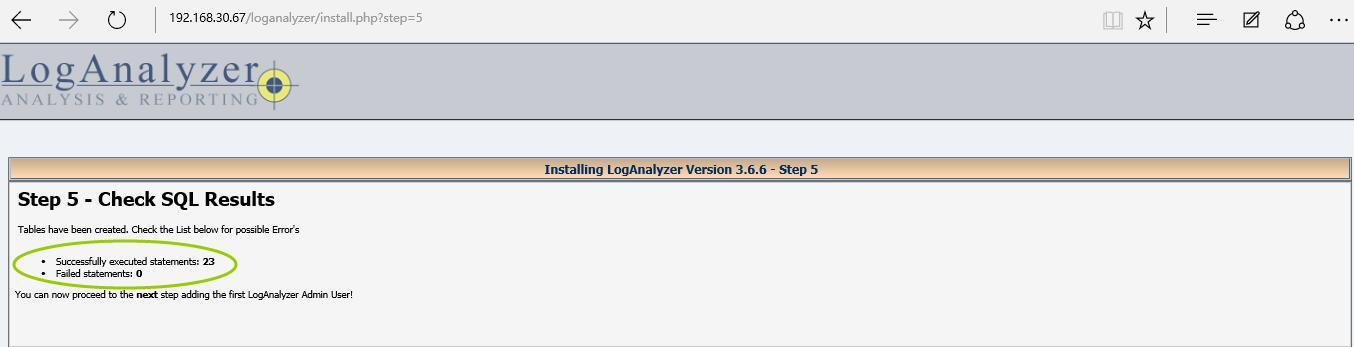 192.168.30.67/loganalyzer/install.php?step=5
LogAnalyzer
ANALYSIS & REPORTING
Installing LogAnalyzer Version 3.6.6 - Step 5
Step 5 - Check SQL Results
Tables have been created. Check the List below for possible Error's
• Successfully executed statements: 23
• Failed statements: 0
You can now proceed to the next step adding the first LogAnalyzer Admin User!